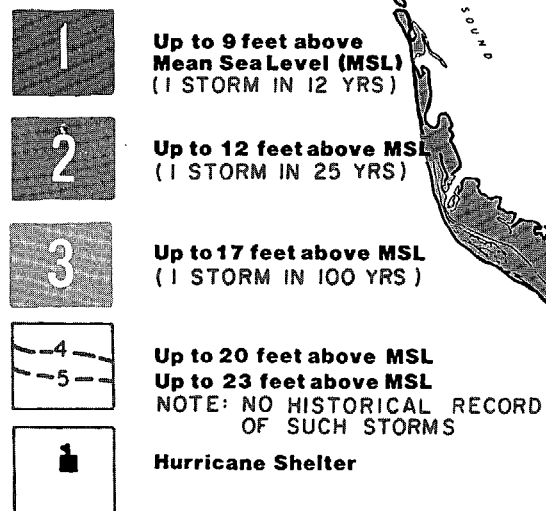 SOUND
1
Up to 9 feet above
Mean Sea Level (MSL)
(1 STORM IN 12 YRS)
2
Up to 12 feet above MSL
(1 STORM IN 25 YRS)
3
Up to 17 feet above MSL
(1 STORM IN 100 YRS)
4
Up to 20 feet above MSL
5
Up to 23 feet above MSL
NOTE: NO HISTORICAL RECORD
OF SUCH STORMS
Hurricane Shelter